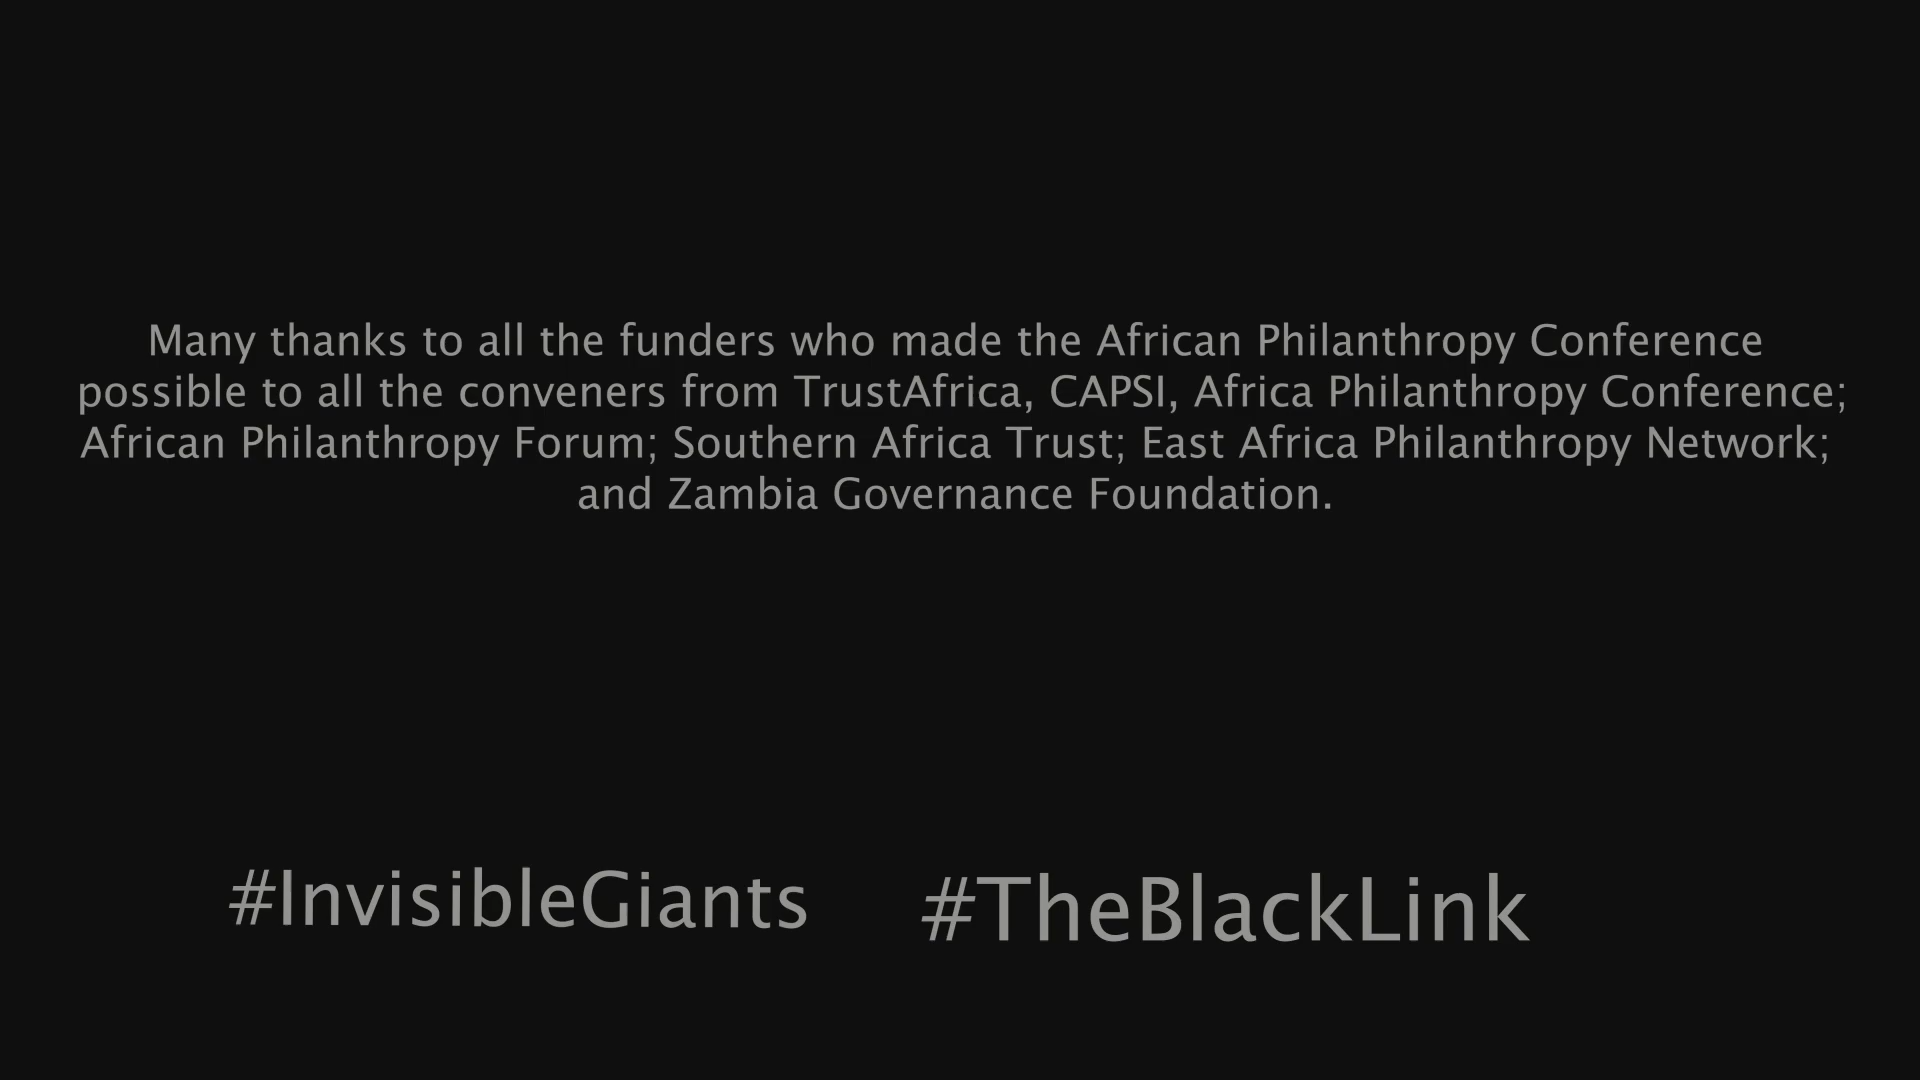 Many thanks to all the funders who made the African Philanthropy Conference
possible to all the conveners from TrustAfrica, CAPSI, Africa Philanthropy Conference;
African Philanthropy Forum; Southern Africa Trust; East Africa Philanthropy Network;
and Zambia Governance Foundation.
#InvisibleGiants #TheBlackLink